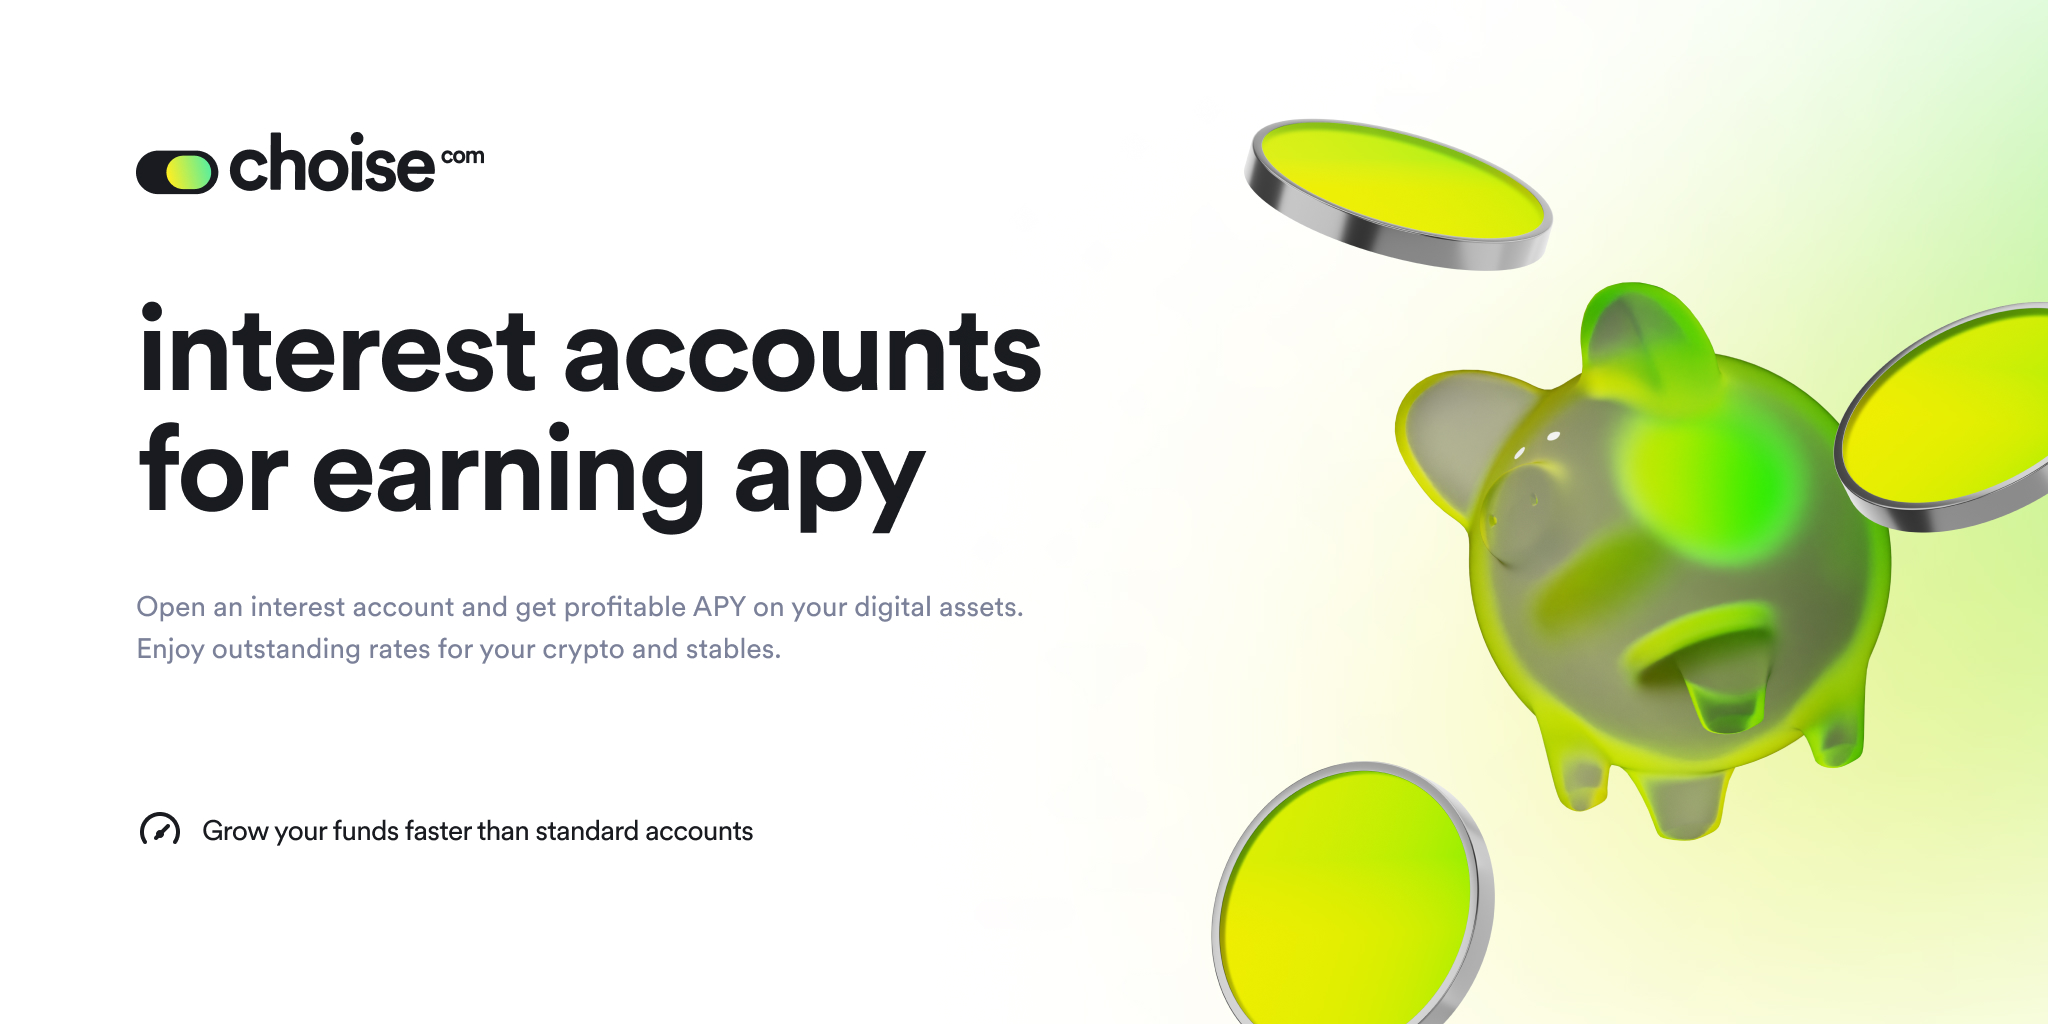 choise com
interest accounts
for earning apy
Open an interest account and get profitable APY on your digital assets.
Enjoy outstanding rates for your crypto and stables.
Grow your funds faster than standard accounts